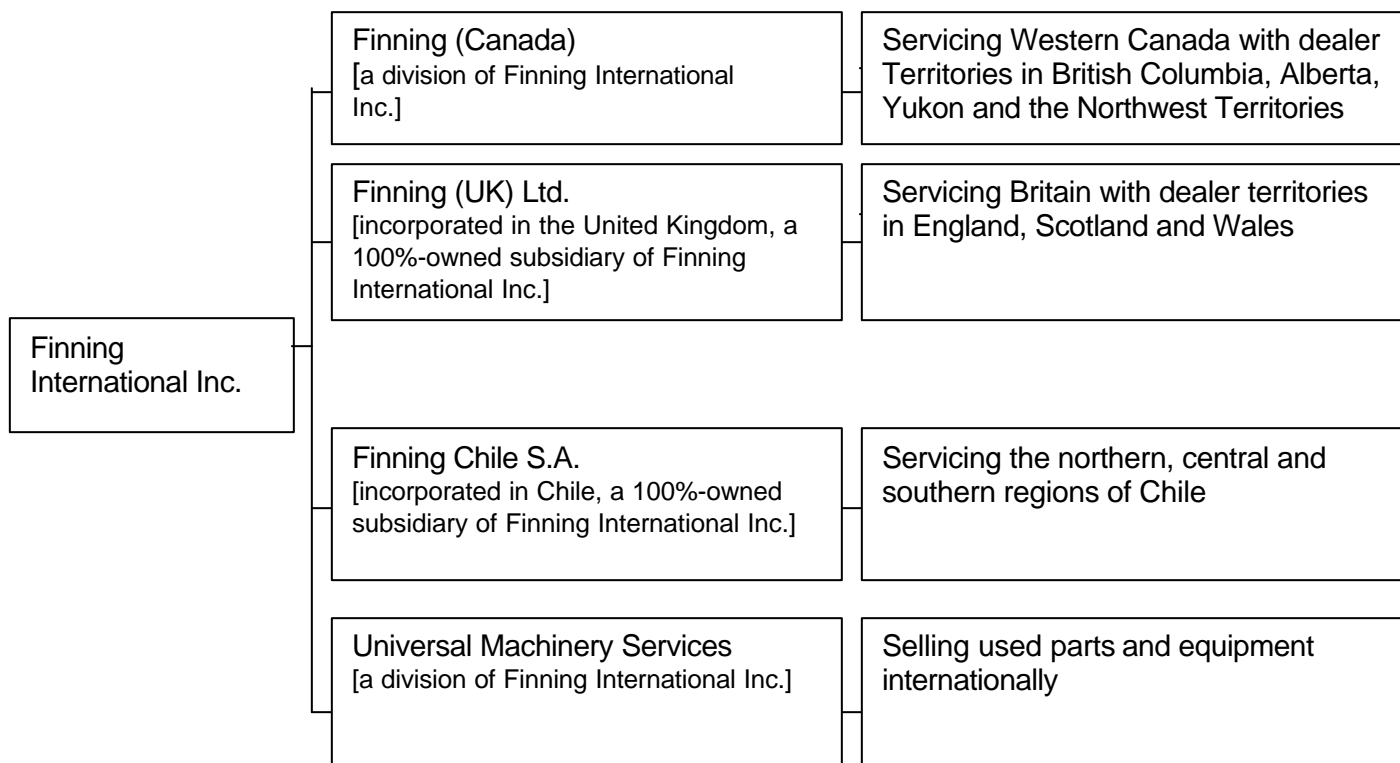 Finning (Canada)
[a division of Finning International
Inc.]
Servicing Western Canada with dealer
Territories in British Columbia, Alberta,
Yukon and the Northwest Territories
Finning (UK) Ltd.
[incorporated in the United Kingdom, a
100%-owned subsidiary of Finning
International Inc.]
Servicing Britain with dealer territories
in England, Scotland and Wales
Finning
International Inc.
Finning Chile S.A.
[incorporated in Chile, a 100%-owned
subsidiary of Finning International Inc.]
Servicing the northern, central and
southern regions of Chile
Universal Machinery Services
[a division of Finning International Inc.]
Selling used parts and equipment
internationally